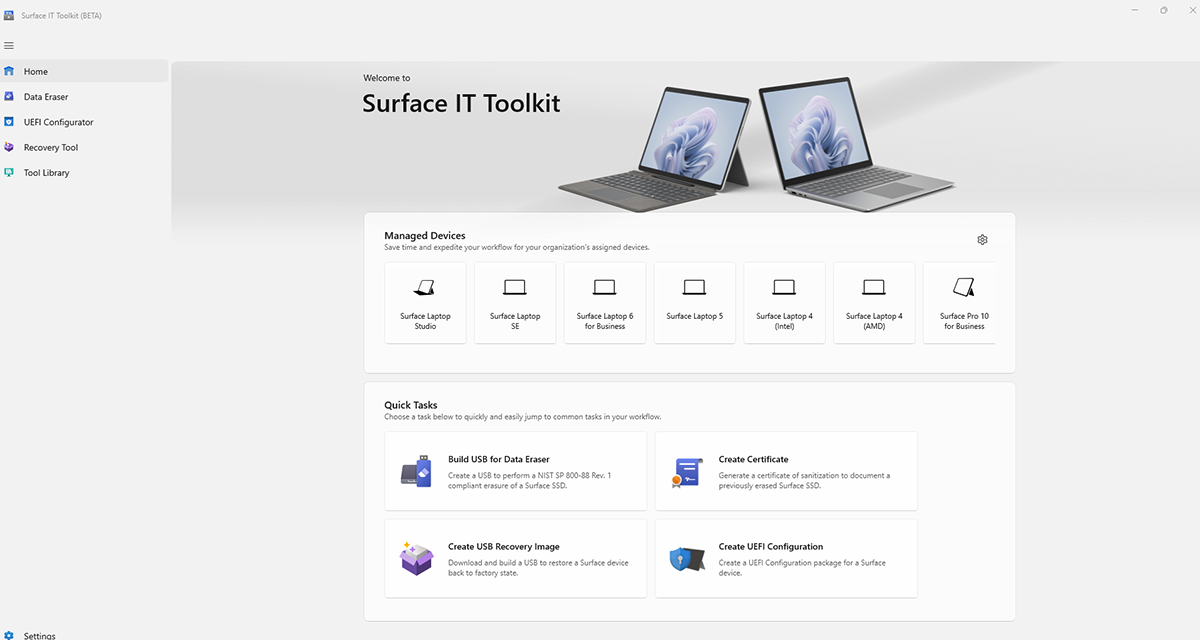 Surface IT Toolkit (BETA)
Home
Data Eraser
UEFI Configurator
Recovery Tool
Tool Library
Settings
Welcome to
Surface IT Toolkit
Managed Devices
Save time and expedite your workflow for your organization's assigned devices.
Surface Laptop
Studio
Surface Laptop
SE
Surface Laptop 6
for Business
Surface Laptop 5
Surface Laptop 4
(Intel)
Surface Laptop 4
(AMD)
Surface Pro 10
for Business
Quick Tasks
Choose a task below to quickly and easily jump to common tasks in your workflow.
Build USB for Data Eraser
Create a USB to perform a NIST SP 800-88 Rev. 1
compliant erasure of a Surface SSD.
Create Certificate
Generate a certificate of sanitization to document a
previously erased Surface SSD.
Create USB Recovery Image
Download and build a USB to restore a Surface device
back to factory state.
Create UEFI Configuration
Create a UEFI Configuration package for a Surface
device.